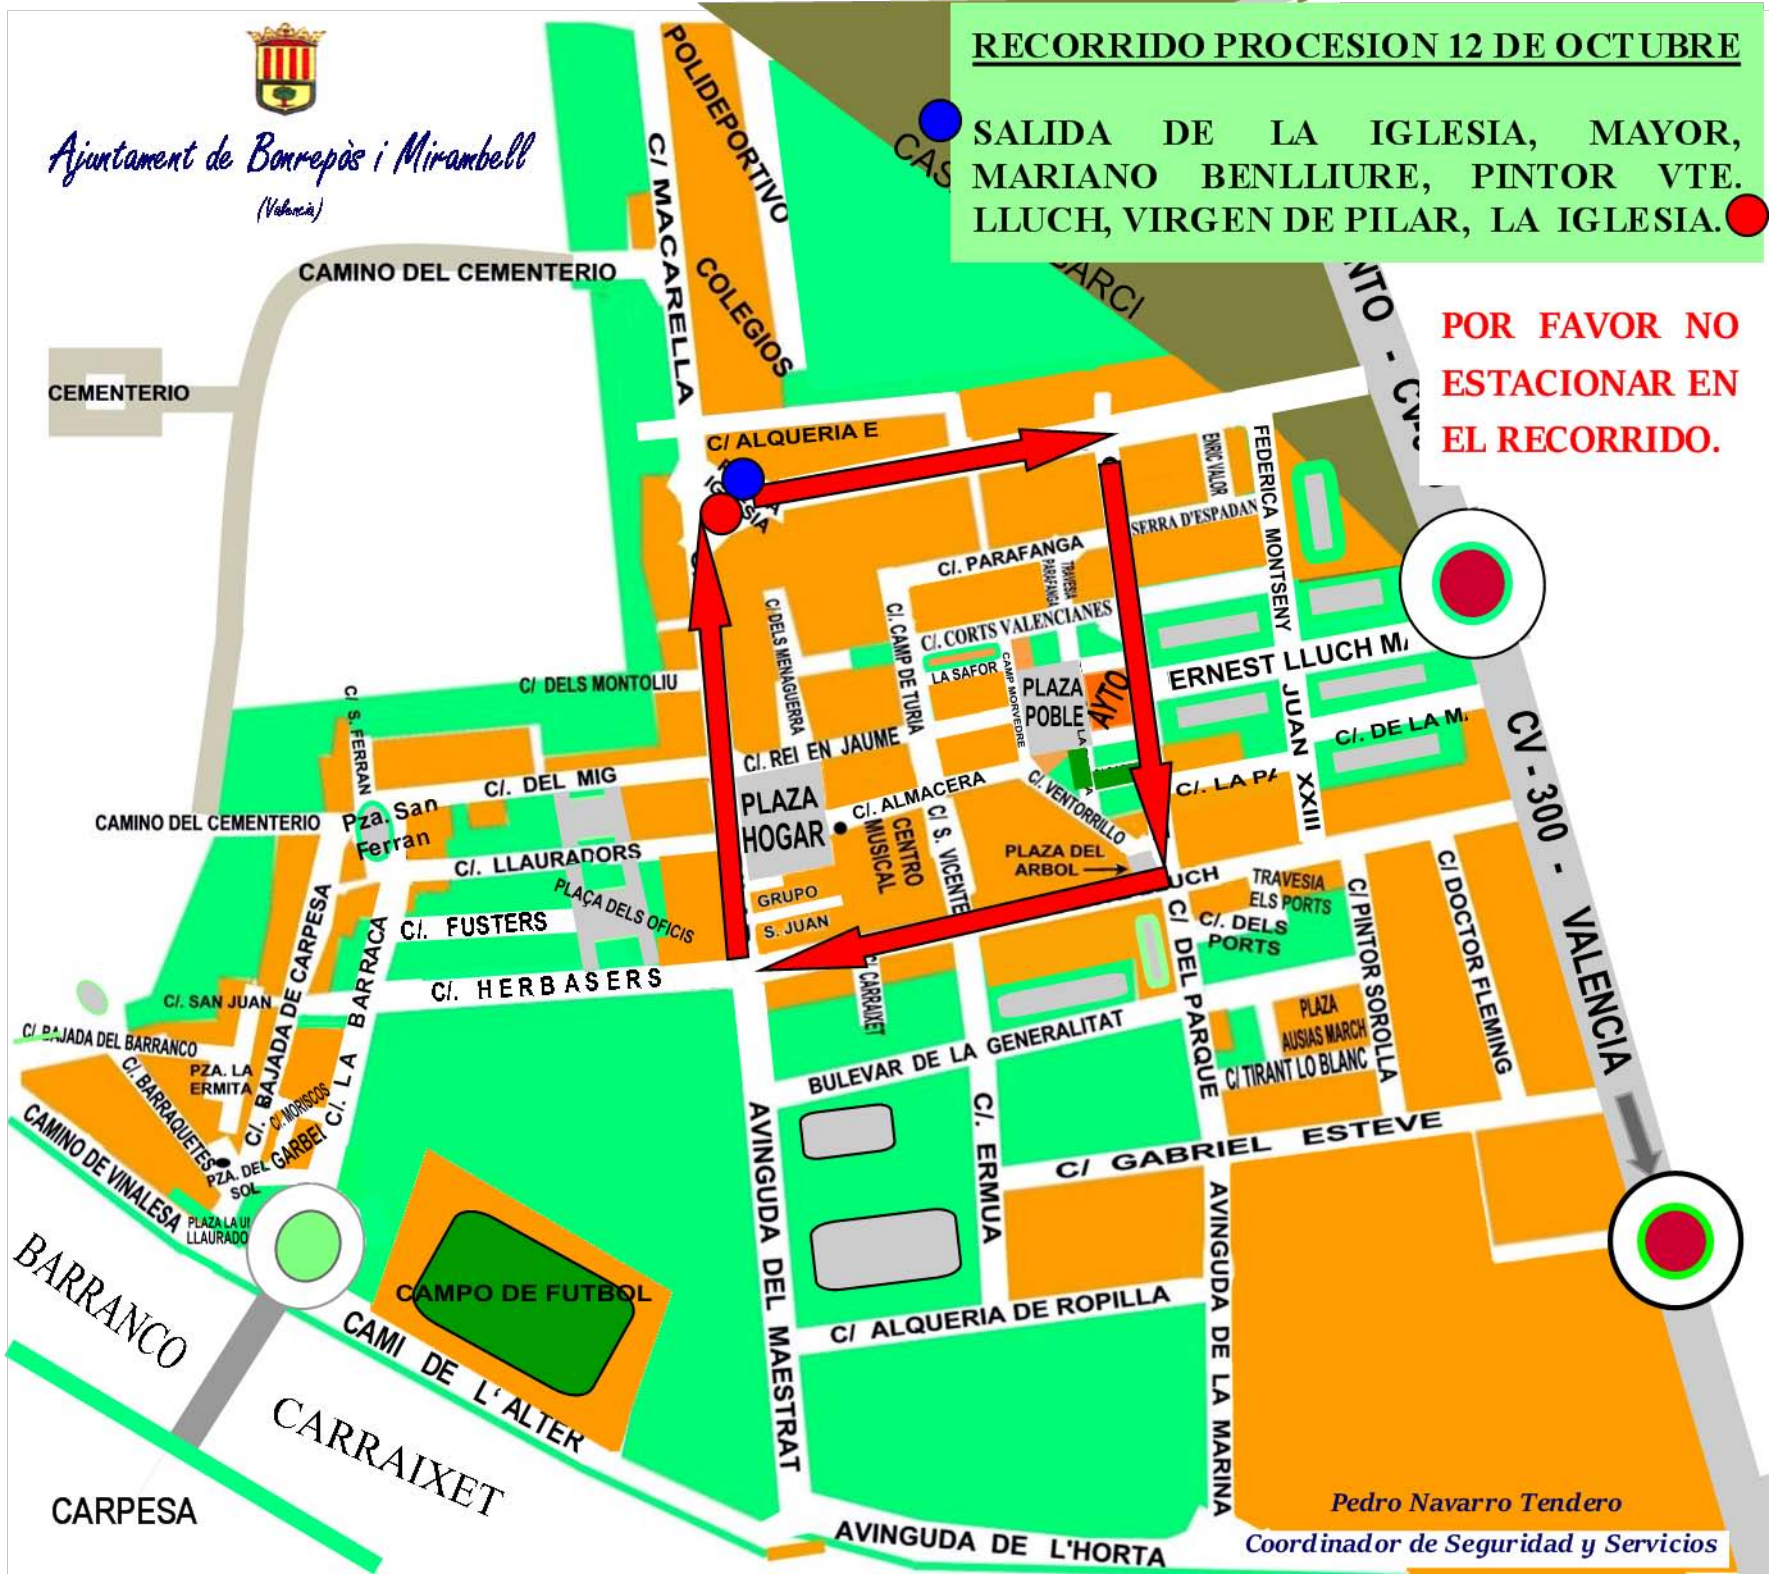 RECORRIDO PROCESION 12 DE OCTUBRE
SALIDA DE LA IGLESIA, MAYOR,
MARIANO BENLLIURE, PINTOR VTE.
LLUCH, VIRGEN DE PILAR, LA IGLESIA.
Ajuntament de Bonrepòs i Mirambell
(Valencia)
POR FAVOR NO
ESTACIONAR EN
EL RECORRIDO.
POLIDEPORTIVO
C/ MACARELLA
COLEGIOS
CAMINO DEL CEMENTERIO
CEMENTERIO
C/ ALQUERIA E
ENRIC VALOR
FEDERICA MONTSENY
SERRA D'ESPADAN
C/. PARAFANGA
TRAVESIA
PARAFANGA
C/. CORTS VALENCIANES
C/ DELS MENAGUERRA
C/. CAMP DE TURIA
LA SAFOR
CAMP MORVEDRE
PLAZA
POBLE
AYTO
ERNEST LLUCH
JUAN XXIII
C/. DE LA
C/ DELS MONTOLIU
C/ S. FERRAN
C/. REI EN JAUME
C/. DEL MIG
PLAZA
HOGAR
C/. ALMACERA
C/. VENTORRILLO
C/. LA
CAMINO DEL CEMENTERIO
Pza. San
Ferran
C/. LLAURADORS
CENTRO
MUSICAL
C/ S. VICENTE
PLAZA DEL
ARBOL
TRAVESIA
ELS PORTS
C/. DELS
PORTS
C/ PINTOR SOROLLA
C/ DOCTOR FLEMING
CV - 300 - VALENCIA
PLAÇA DELS OFICIS
GRUPO
S. JUAN
C/. FUSTERS
C/. HERBASERS
C/ CARRAIXET
C/ DEL PARQUE
C/. BAJADA DE CARPESA
C/. LA BARRACA
C/. SAN JUAN
C/ BAJADA DEL BARRANCO
PZA. LA
ERMITA
C/. BARRAQUETES
C/. MORISCOS
PZA. DEL
SOL
GARBEI
CAMINO DE VINALESA
PLAZA LA
LLAURADO
BULEVAR DE LA GENERALITAT
PLAZA
AUSIAS MARCH
C/ TIRANT LO BLANC
C/. ERMUA
C/ GABRIEL ESTEVE
AVINGUDA DEL MAESTRAT
AVINGUDA DE LA MARINA
C/ ALQUERIA DE ROPILLA
CAMPO DE FUTBOL
CAMI DE L'ALTER
BARRANCO
CARRAIXET
CARPESA
AVINGUDA DE L'HORTA
Pedro Navarro Tendero
Coordinador de Seguridad y Servicios